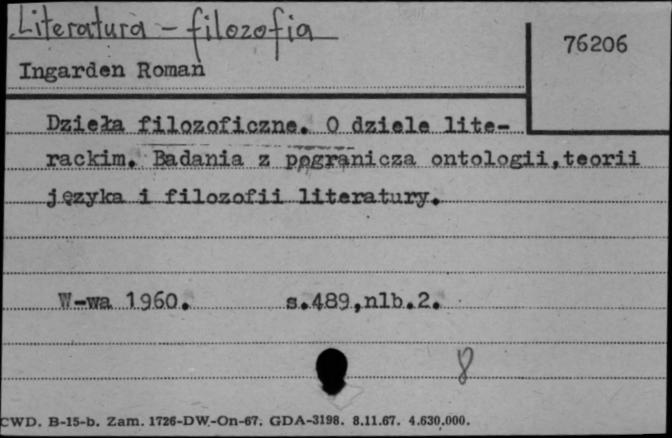 Literatura - filozofia
76206
Ingarden Roman
Dzieła filozoficzne. O dziele lite-
rackim. Badania z pogranicza ontologii,teorii
języka i filozofii literatury.
W-wa 1960. s.489,nlb.2.
8
CWD. B-15-b. Zam. 1726-DW-On-67. GDA-3198. 8.11.67. 4.630.000.